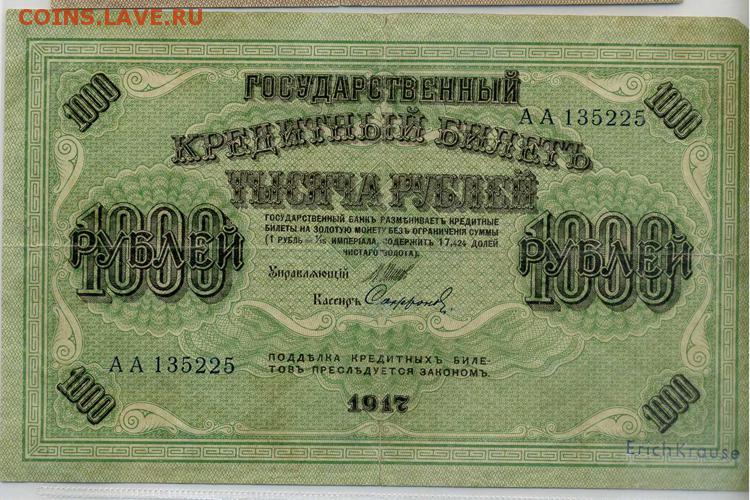 COINS.LAVE.RU
1000 1000
ГОСУДАРСТВЕННЫЙ
АА 135225
КРЕДИТНЫЙ БИЛЕТЪ
ТЫСЯЧА РУБЛЕЙ
ГОСУДАРСТВЕННЫЙ БАНКЪ РАЗМѢНИВАЕТЪ КРЕДИТНЫЕ
БИЛЕТЫ НА ЗОЛОТУЮ МОНЕТУ БЕЗЪ ОГРАНИЧЕНІЯ СУММЫ
(1 РУБЛЬ = 1/15 ИМПЕРІАЛА, СОДЕРЖИТЪ 17,424 ДОЛЕЙ
ЧИСТАГО ЗОЛОТА).
1000 РУБЛЕЙ
1000 РУБЛЕЙ
Управляющій
Кассиръ
АА 135225
ПОДДѢЛКА КРЕДИТНЫХЪ БИЛЕ-
ТОВЪ ПРЕСЛѢДУЕТСЯ ЗАКОНОМЪ.
1000 1000
1917
ErichKrause